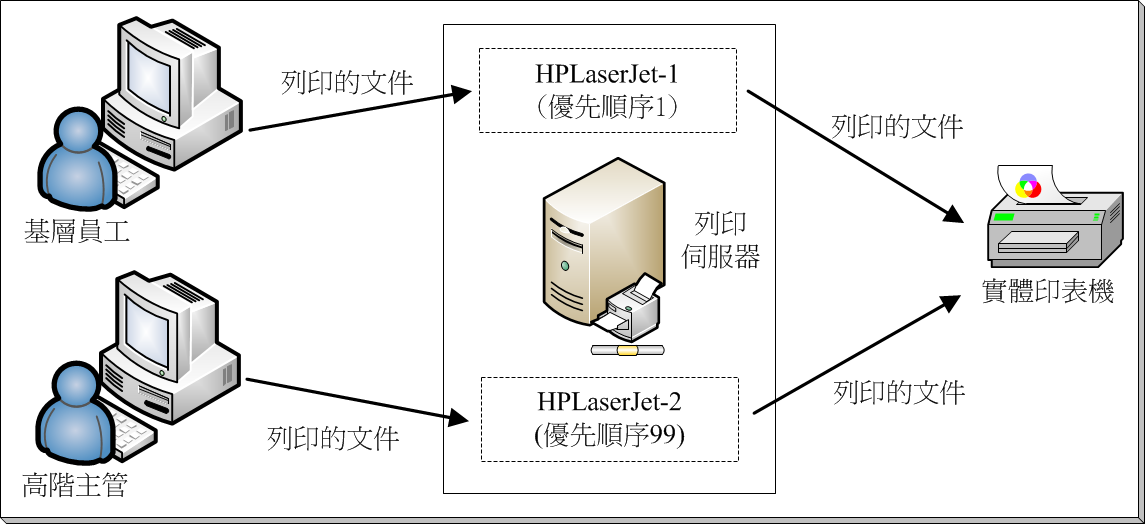 列印的文件
HPLaserJet-1
（優先順序1）
列印的文件
基層員工
列印
伺服器
實體印表機
列印的文件
HPLaserJet-2
(優先順序99)
列印的文件
高階主管